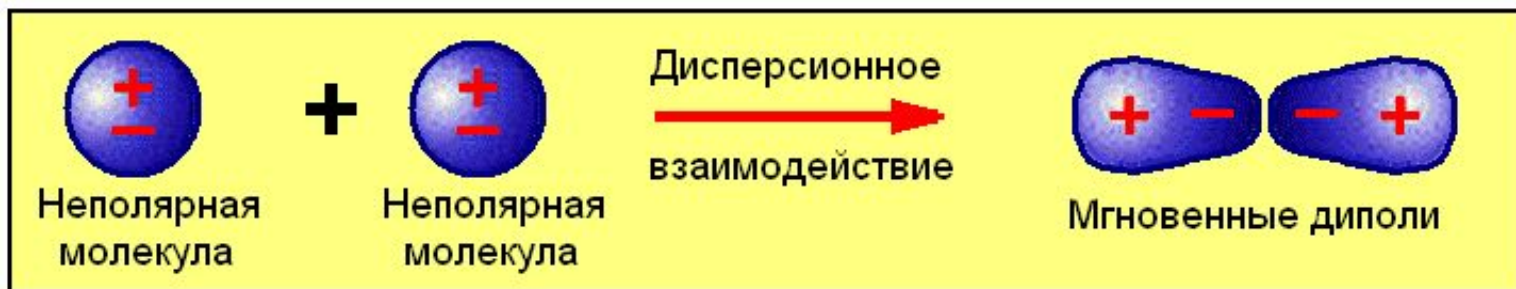 ±
+
±
Дисперсионное
взаимодействие
+ − − +
Неполярная
молекула
Неполярная
молекула
Мгновенные диполи